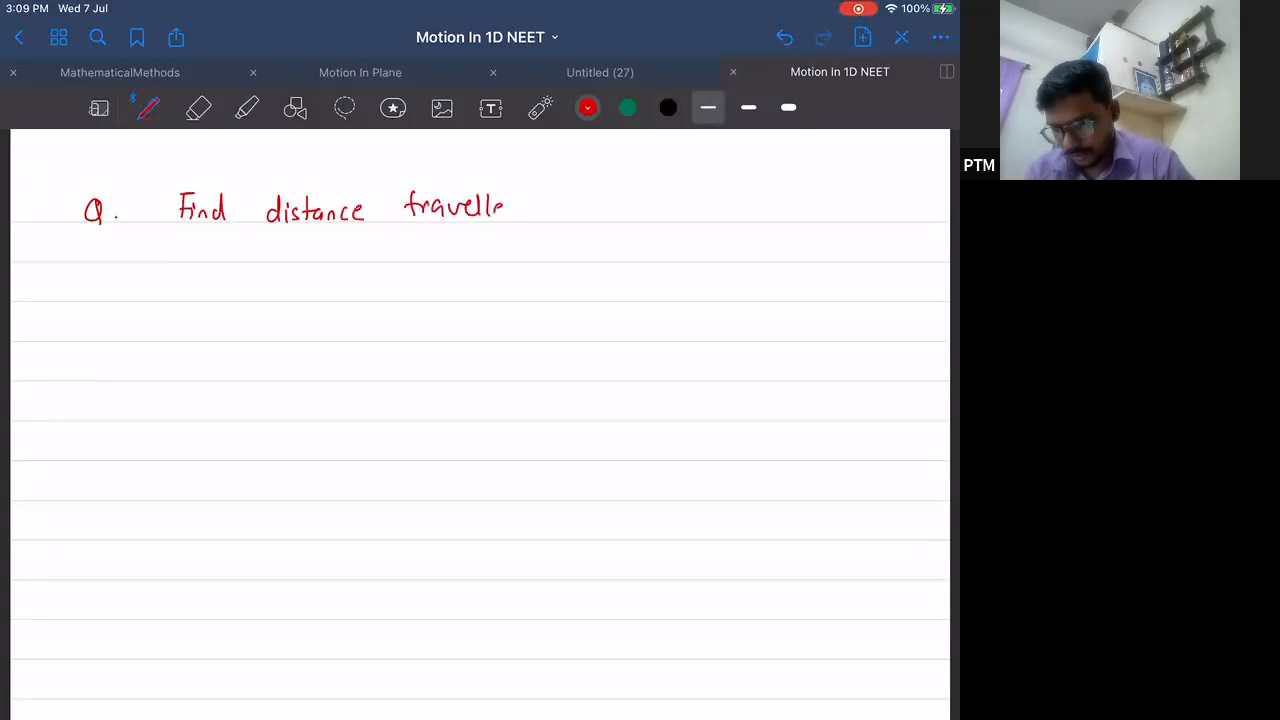 3:09 PM Wed 7 Jul 100%
Motion In 1D NEET
MathematicalMethods Motion In Plane Untitled (27) Motion In 1D NEET
PTM
Q. Find distance travelle